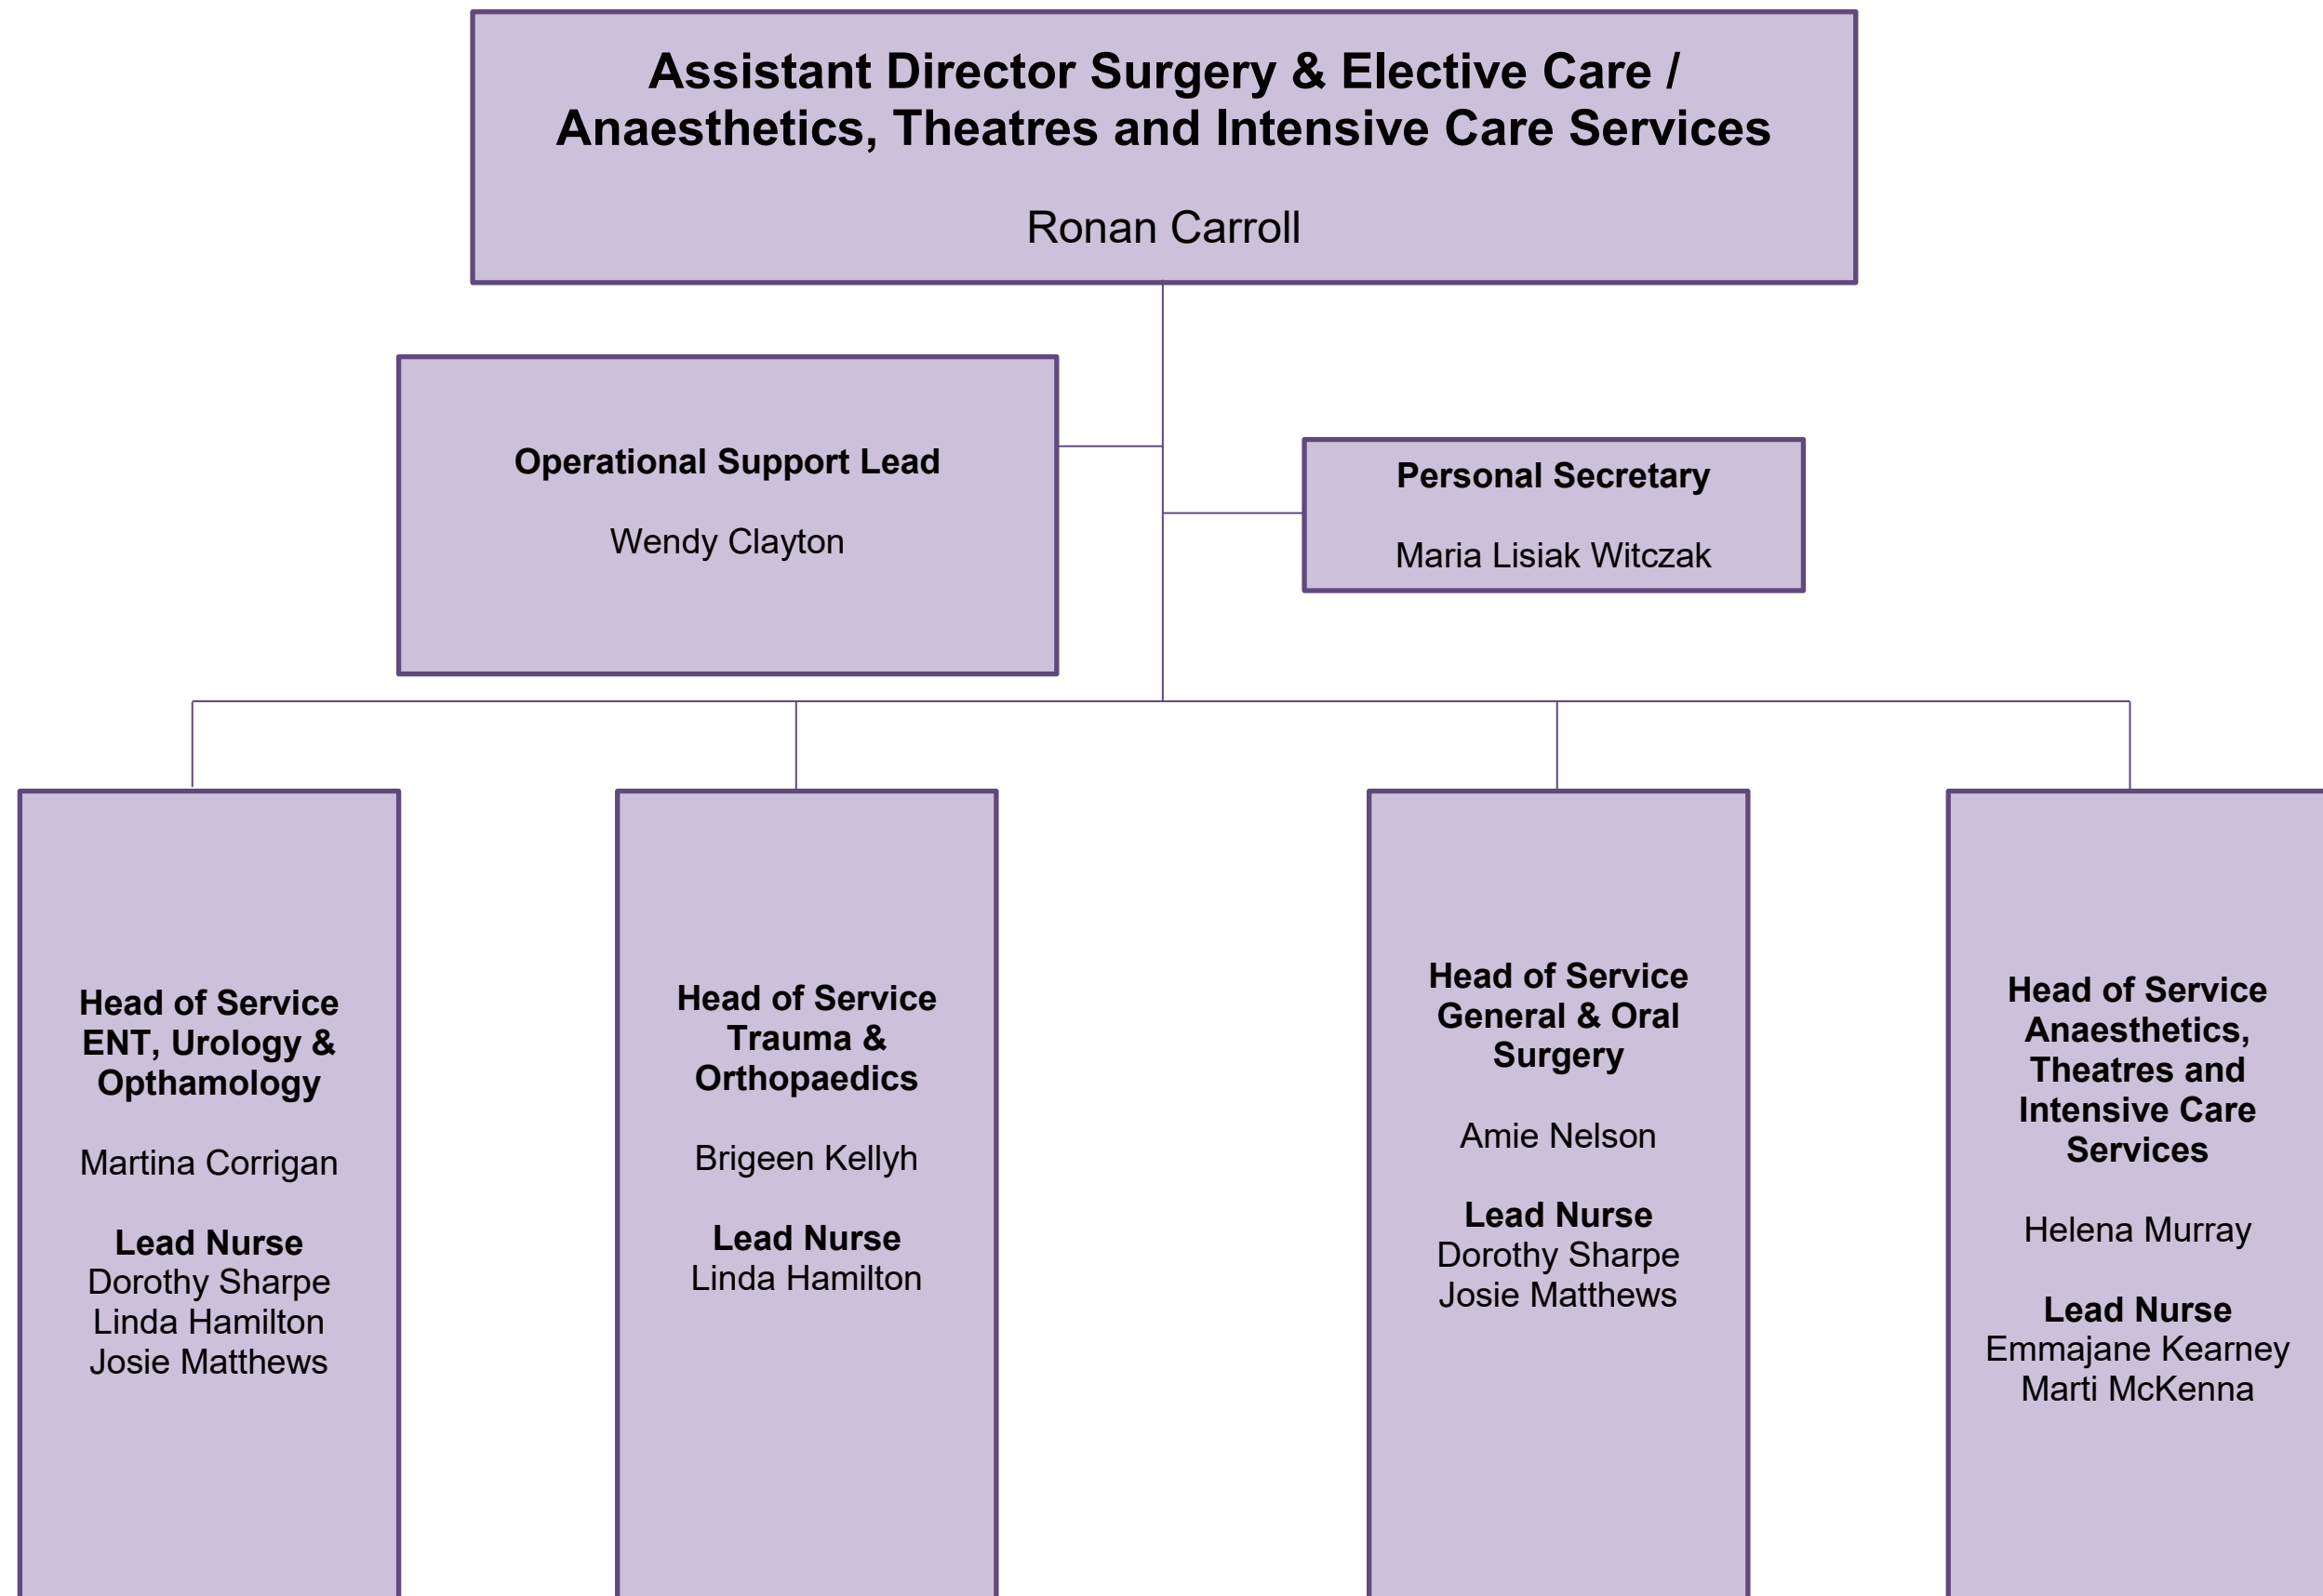 Assistant Director Surgery & Elective Care /
Anaesthetics, Theatres and Intensive Care Services
Ronan Carroll
Operational Support Lead
Wendy Clayton
Personal Secretary
Maria Lisiak Witczak
Head of Service
ENT, Urology &
Opthamology
Martina Corrigan
Lead Nurse
Dorothy Sharpe
Linda Hamilton
Josie Matthews
Head of Service
Trauma &
Orthopaedics
Brigeen Kellyh
Lead Nurse
Linda Hamilton
Head of Service
General & Oral
Surgery
Amie Nelson
Lead Nurse
Dorothy Sharpe
Josie Matthews
Head of Service
Anaesthetics,
Theatres and
Intensive Care
Services
Helena Murray
Lead Nurse
Emmajane Kearney
Marti McKenna